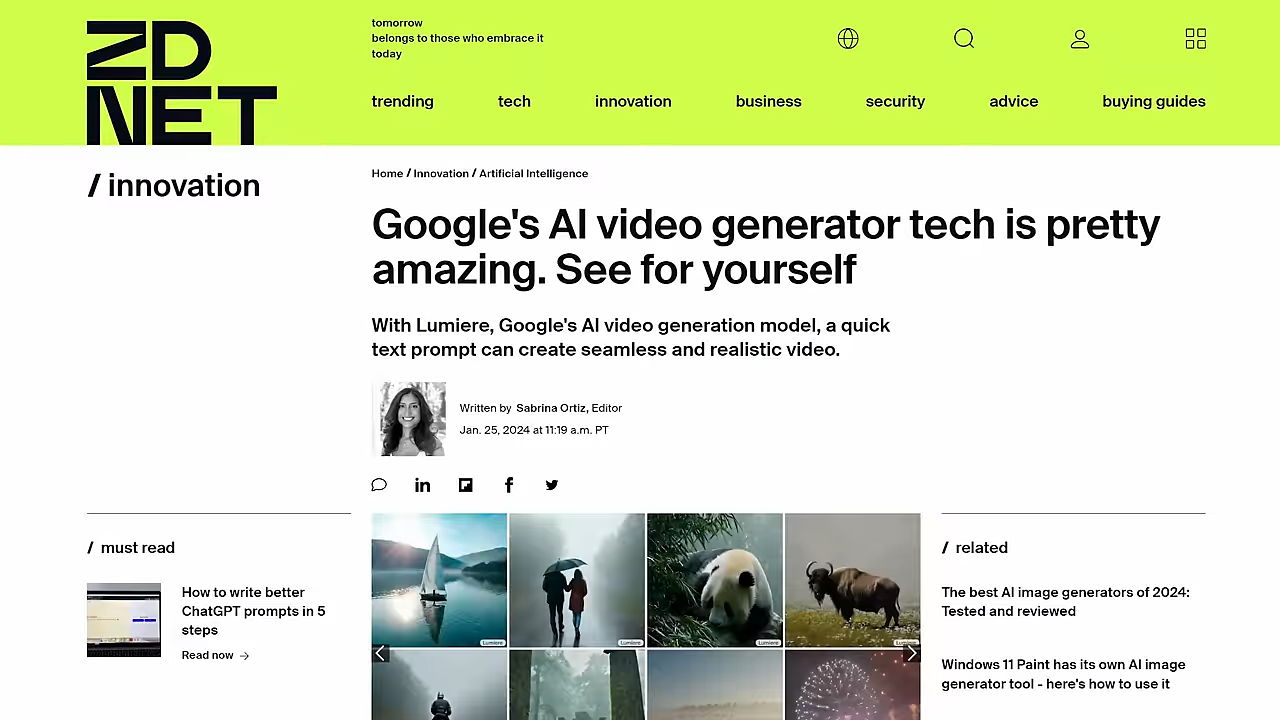 ZD
NET
tomorrow
belongs to those who embrace it
today
trending tech innovation business security advice buying guides
/ innovation
Home / Innovation / Artificial Intelligence
Google's AI video generator tech is pretty
amazing. See for yourself
With Lumiere, Google's AI video generation model, a quick
text prompt can create seamless and realistic video.
Written by Sabrina Ortiz, Editor
Jan. 25, 2024 at 11:19 a.m. PT
/ must read
How to write better
ChatGPT prompts in 5
steps
Read now →
Lumiere Lumiere Lumiere Lumiere
/ related
The best AI image generators of 2024:
Tested and reviewed
Windows 11 Paint has its own AI image
generator tool - here's how to use it